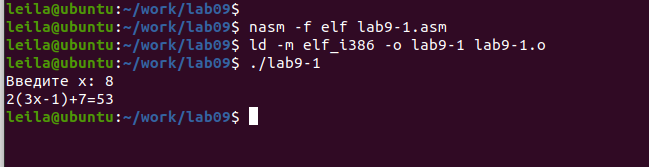 leila@ubuntu:~/work/lab09$
leila@ubuntu:~/work/lab09$ nasm -f elf lab9-1.asm
leila@ubuntu:~/work/lab09$ ld -m elf_i386 -o lab9-1 lab9-1.o
leila@ubuntu:~/work/lab09$ ./lab9-1
Введите x: 8
2(3x-1)+7=53
leila@ubuntu:~/work/lab09$